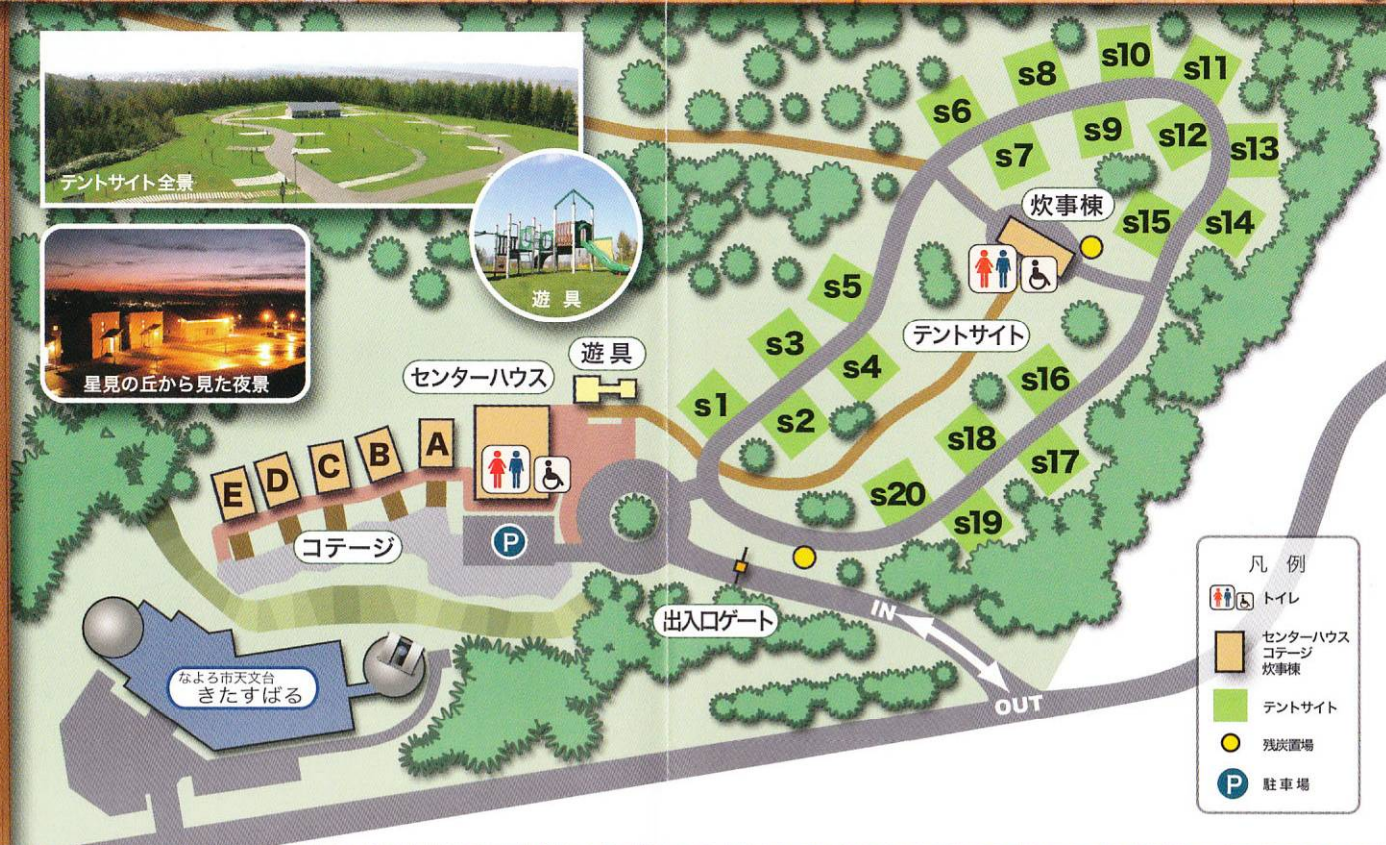 テントサイト全景
遊具
星見の丘から見た夜景
s10
s8
s11
s6
s9
s12
s7
s13
炊事棟
s15
s14
s5
テントサイト
s3
s4
s16
遊具
センターハウス
s1
s2
s18
s17
A
B
C
D
E
s20
s19
P
コテージ
出入口ゲート
IN
OUT
なよろ市天文台
きたすばる
凡例
トイレ
センターハウス
コテージ
炊事棟
テントサイト
残炭置場
P 駐車場